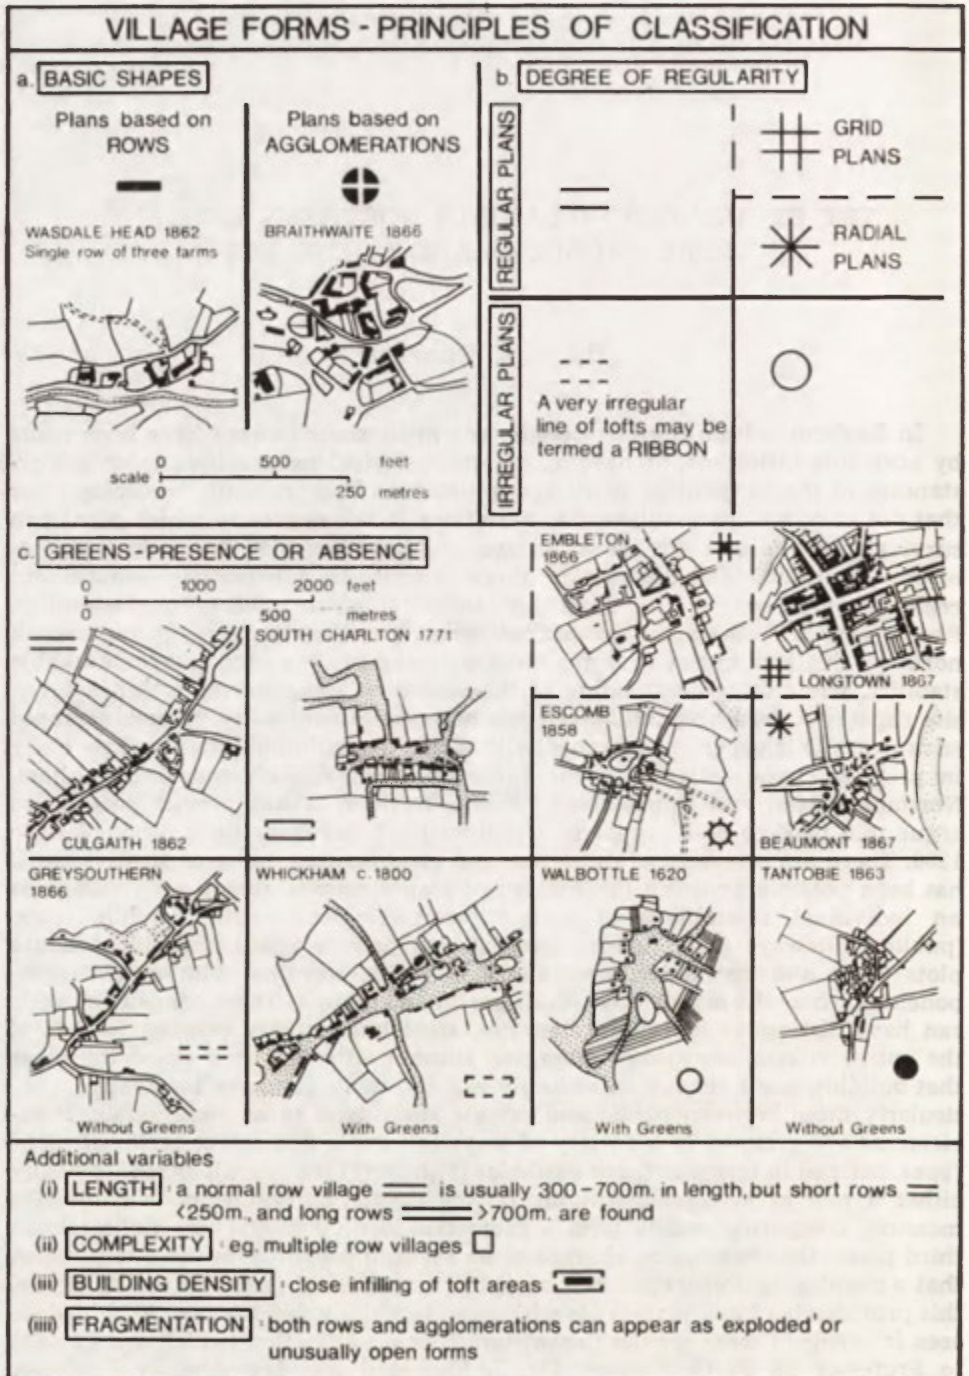 VILLAGE FORMS - PRINCIPLES OF CLASSIFICATION
a. BASIC SHAPES
Plans based on
ROWS
Plans based on
AGGLOMERATIONS
WASDALE HEAD 1862
Single row of three farms
BRAITHWAITE 1866
scale
0 500 feet
0 250 metres
b. DEGREE OF REGULARITY
REGULAR PLANS
GRID
PLANS
RADIAL
PLANS
IRREGULAR PLANS
A very irregular
line of tofts may be
termed a RIBBON
c. GREENS-PRESENCE OR ABSENCE
0 1000 2000 feet
0 500 metres
CULGAITH 1862
SOUTH CHARLTON 1771
EMBLETON
1866
LONGTOWN 1867
ESCOMB
1858
BEAUMONT 1867
GREYSOUTHERN
1866
Without Greens
WHICKHAM c.1800
With Greens
WALBOTTLE 1620
With Greens
TANTOBIE 1863
Without Greens
Additional variables
(i) LENGTH : a normal row village is usually 300-700m. in length, but short rows
<250m., and long rows >700m. are found
(ii) COMPLEXITY : eg. multiple row villages
(iii) BUILDING DENSITY : close infilling of toft areas
(iiii) FRAGMENTATION : both rows and agglomerations can appear as 'exploded' or
unusually open forms